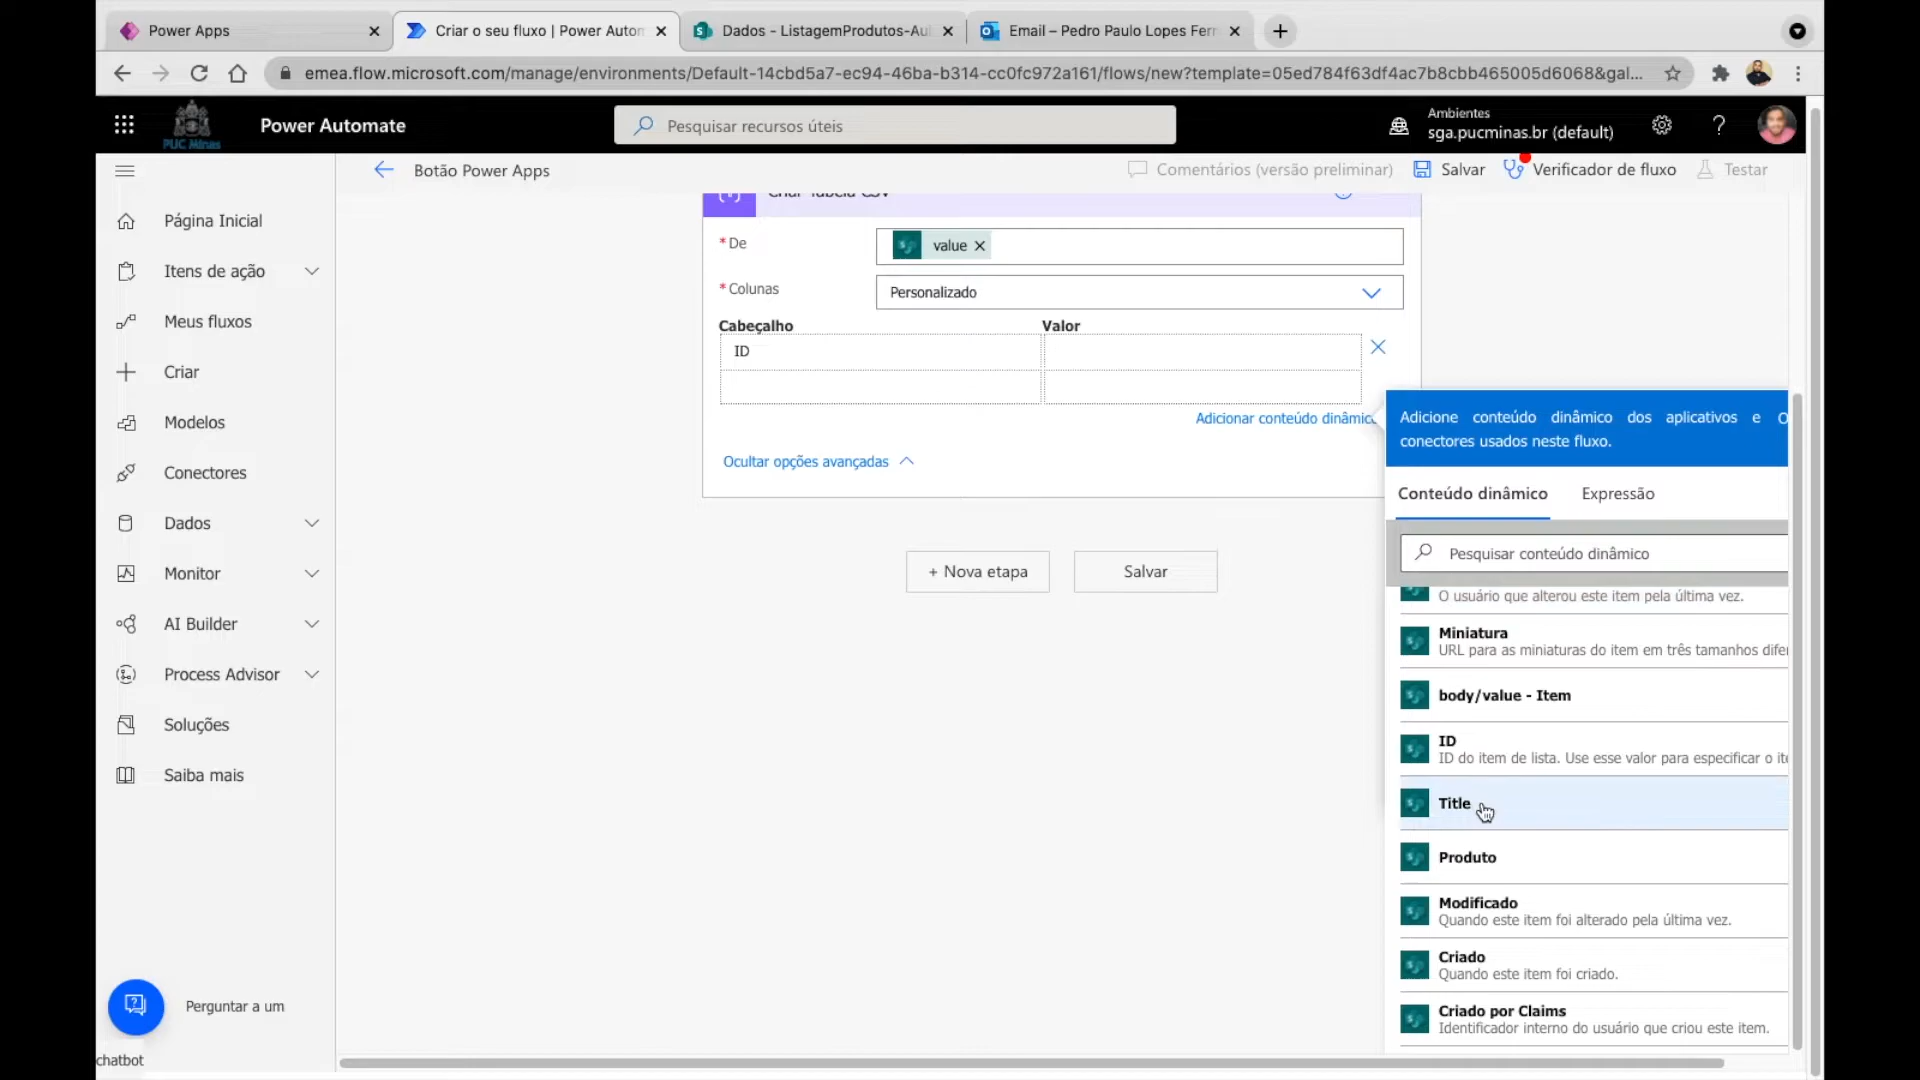 Power Apps
Criar o seu fluxo | Power Autom
Dados - ListagemProdutos-Au
Email – Pedro Paulo Lopes Ferr
emea.flow.microsoft.com/manage/environments/Default-14cbd5a7-ec94-46ba-b314-cc0fc972a161/flows/new?template=05ed784f63df4ac7b8cbb465005d6068&gal...
PUC Minas
Power Automate
Pesquisar recursos úteis
Ambientes
sga.pucminas.br (default)
Botão Power Apps
Comentários (versão preliminar)
Salvar
Verificador de fluxo
Testar
Página Inicial
Itens de ação
Meus fluxos
Criar
Modelos
Conectores
Dados
Monitor
AI Builder
Process Advisor
Soluções
Saiba mais
Perguntar a um
chatbot
Criar Tabela CSV
* De
value
* Colunas
Personalizado
Cabeçalho
Valor
ID
Adicionar conteúdo dinâmico
Ocultar opções avançadas
+ Nova etapa
Salvar
Adicione conteúdo dinâmico dos aplicativos e
conectores usados neste fluxo.
Conteúdo dinâmico
Expressão
Pesquisar conteúdo dinâmico
O usuário que alterou este item pela última vez.
Miniatura
URL para as miniaturas do item em três tamanhos difer
body/value - Item
ID
ID do item de lista. Use esse valor para especificar o ite
Title
Produto
Modificado
Quando este item foi alterado pela última vez.
Criado
Quando este item foi criado.
Criado por Claims
Identificador interno do usuário que criou este item.